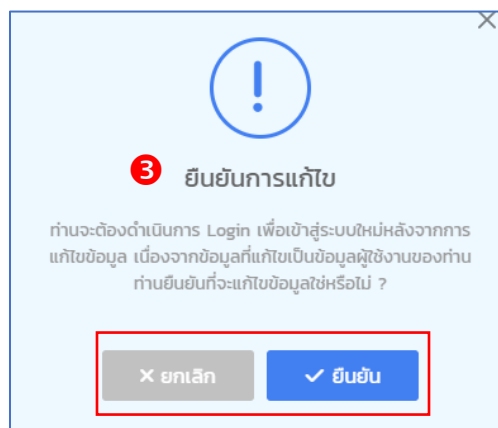 3 ยืนยันการแก้ไข
ท่านจะต้องดำเนินการ Login เพื่อเข้าสู่ระบบใหม่หลังจากการ
แก้ไขข้อมูล เนื่องจากข้อมูลที่แก้ไขเป็นข้อมูลผู้ใช้งานของท่าน
ท่านยืนยันที่จะแก้ไขข้อมูลใช่หรือไม่ ?
ยกเลิก ยืนยัน